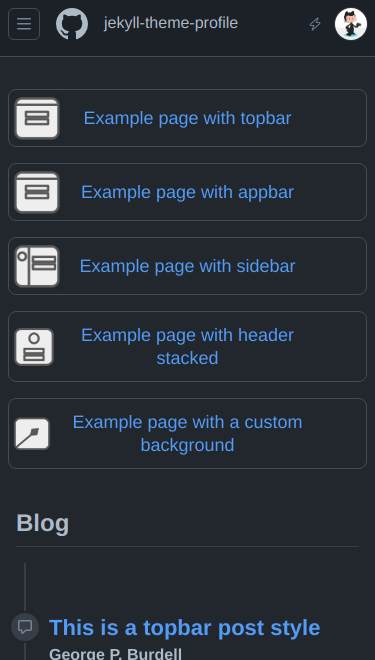 jekyll-theme-profile
Example page with topbar
Example page with appbar
Example page with sidebar
Example page with header
stacked
Example page with a custom
background
Blog
This is a topbar post style
George P. Burdell